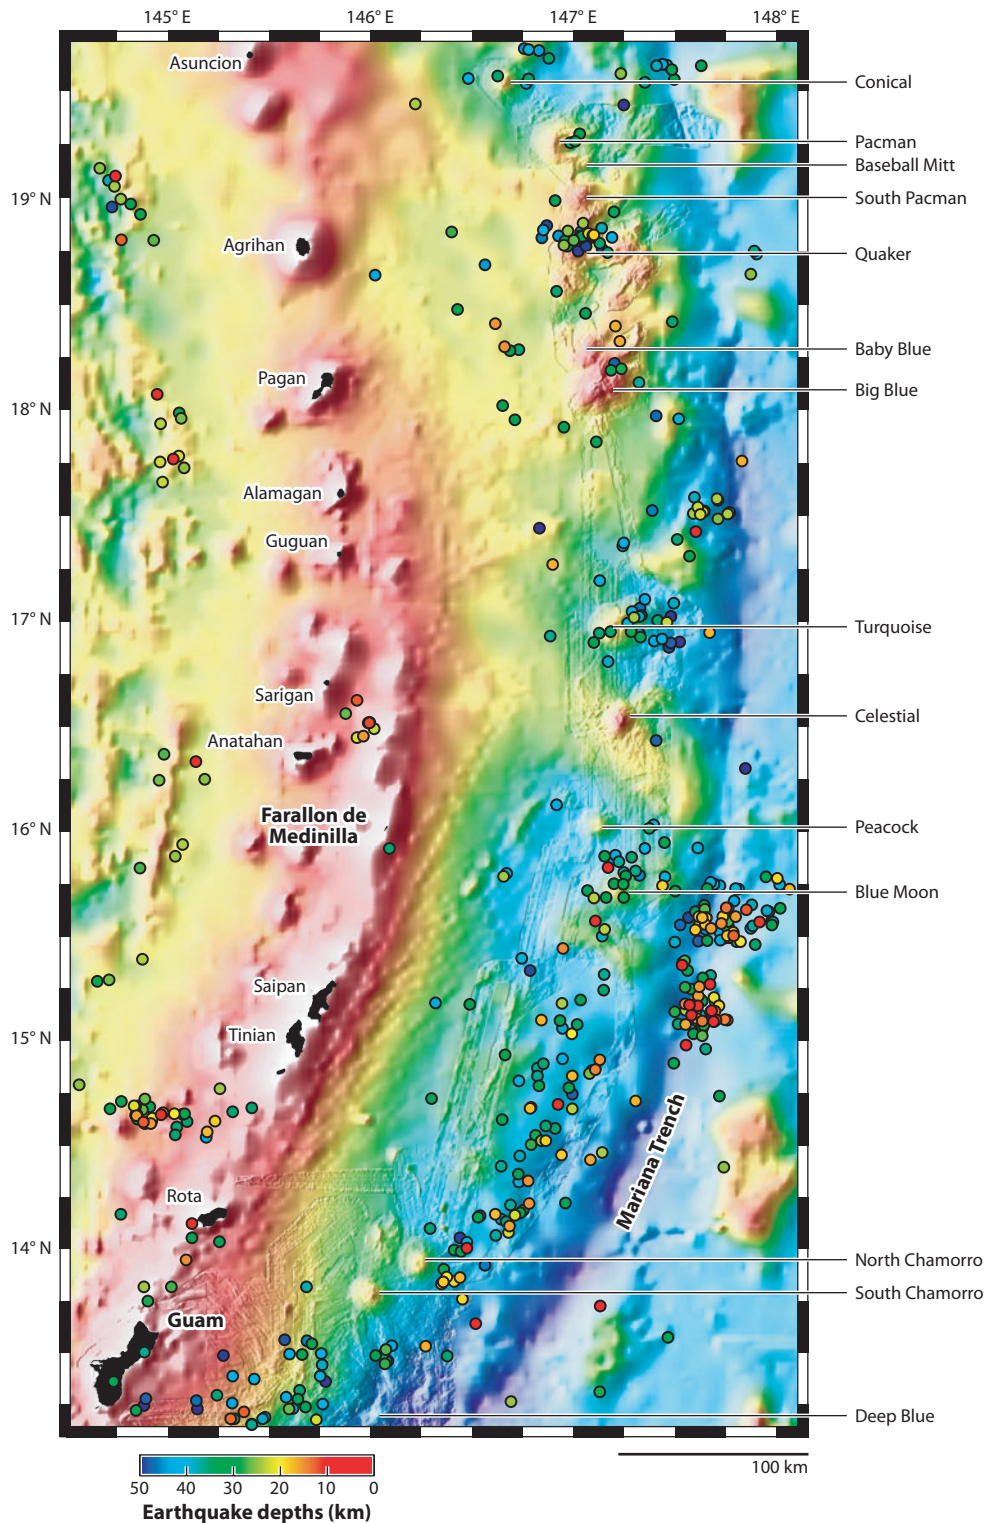 145° E 146° E 147° E 148° E
Asuncion
Conical
Pacman
Baseball Mitt
19° N
South Pacman
Agrihan
Quaker
Baby Blue
Pagan
Big Blue
18° N
Alamagan
Guguan
17° N
Turquoise
Sarigan
Celestial
Anatahan
Farallon de
Medinilla
16° N
Peacock
Blue Moon
Saipan
Tinian
15° N
Mariana Trench
Rota
14° N
North Chamorro
South Chamorro
Guam
Deep Blue
50 40 30 20 10 0
Earthquake depths (km)
100 km